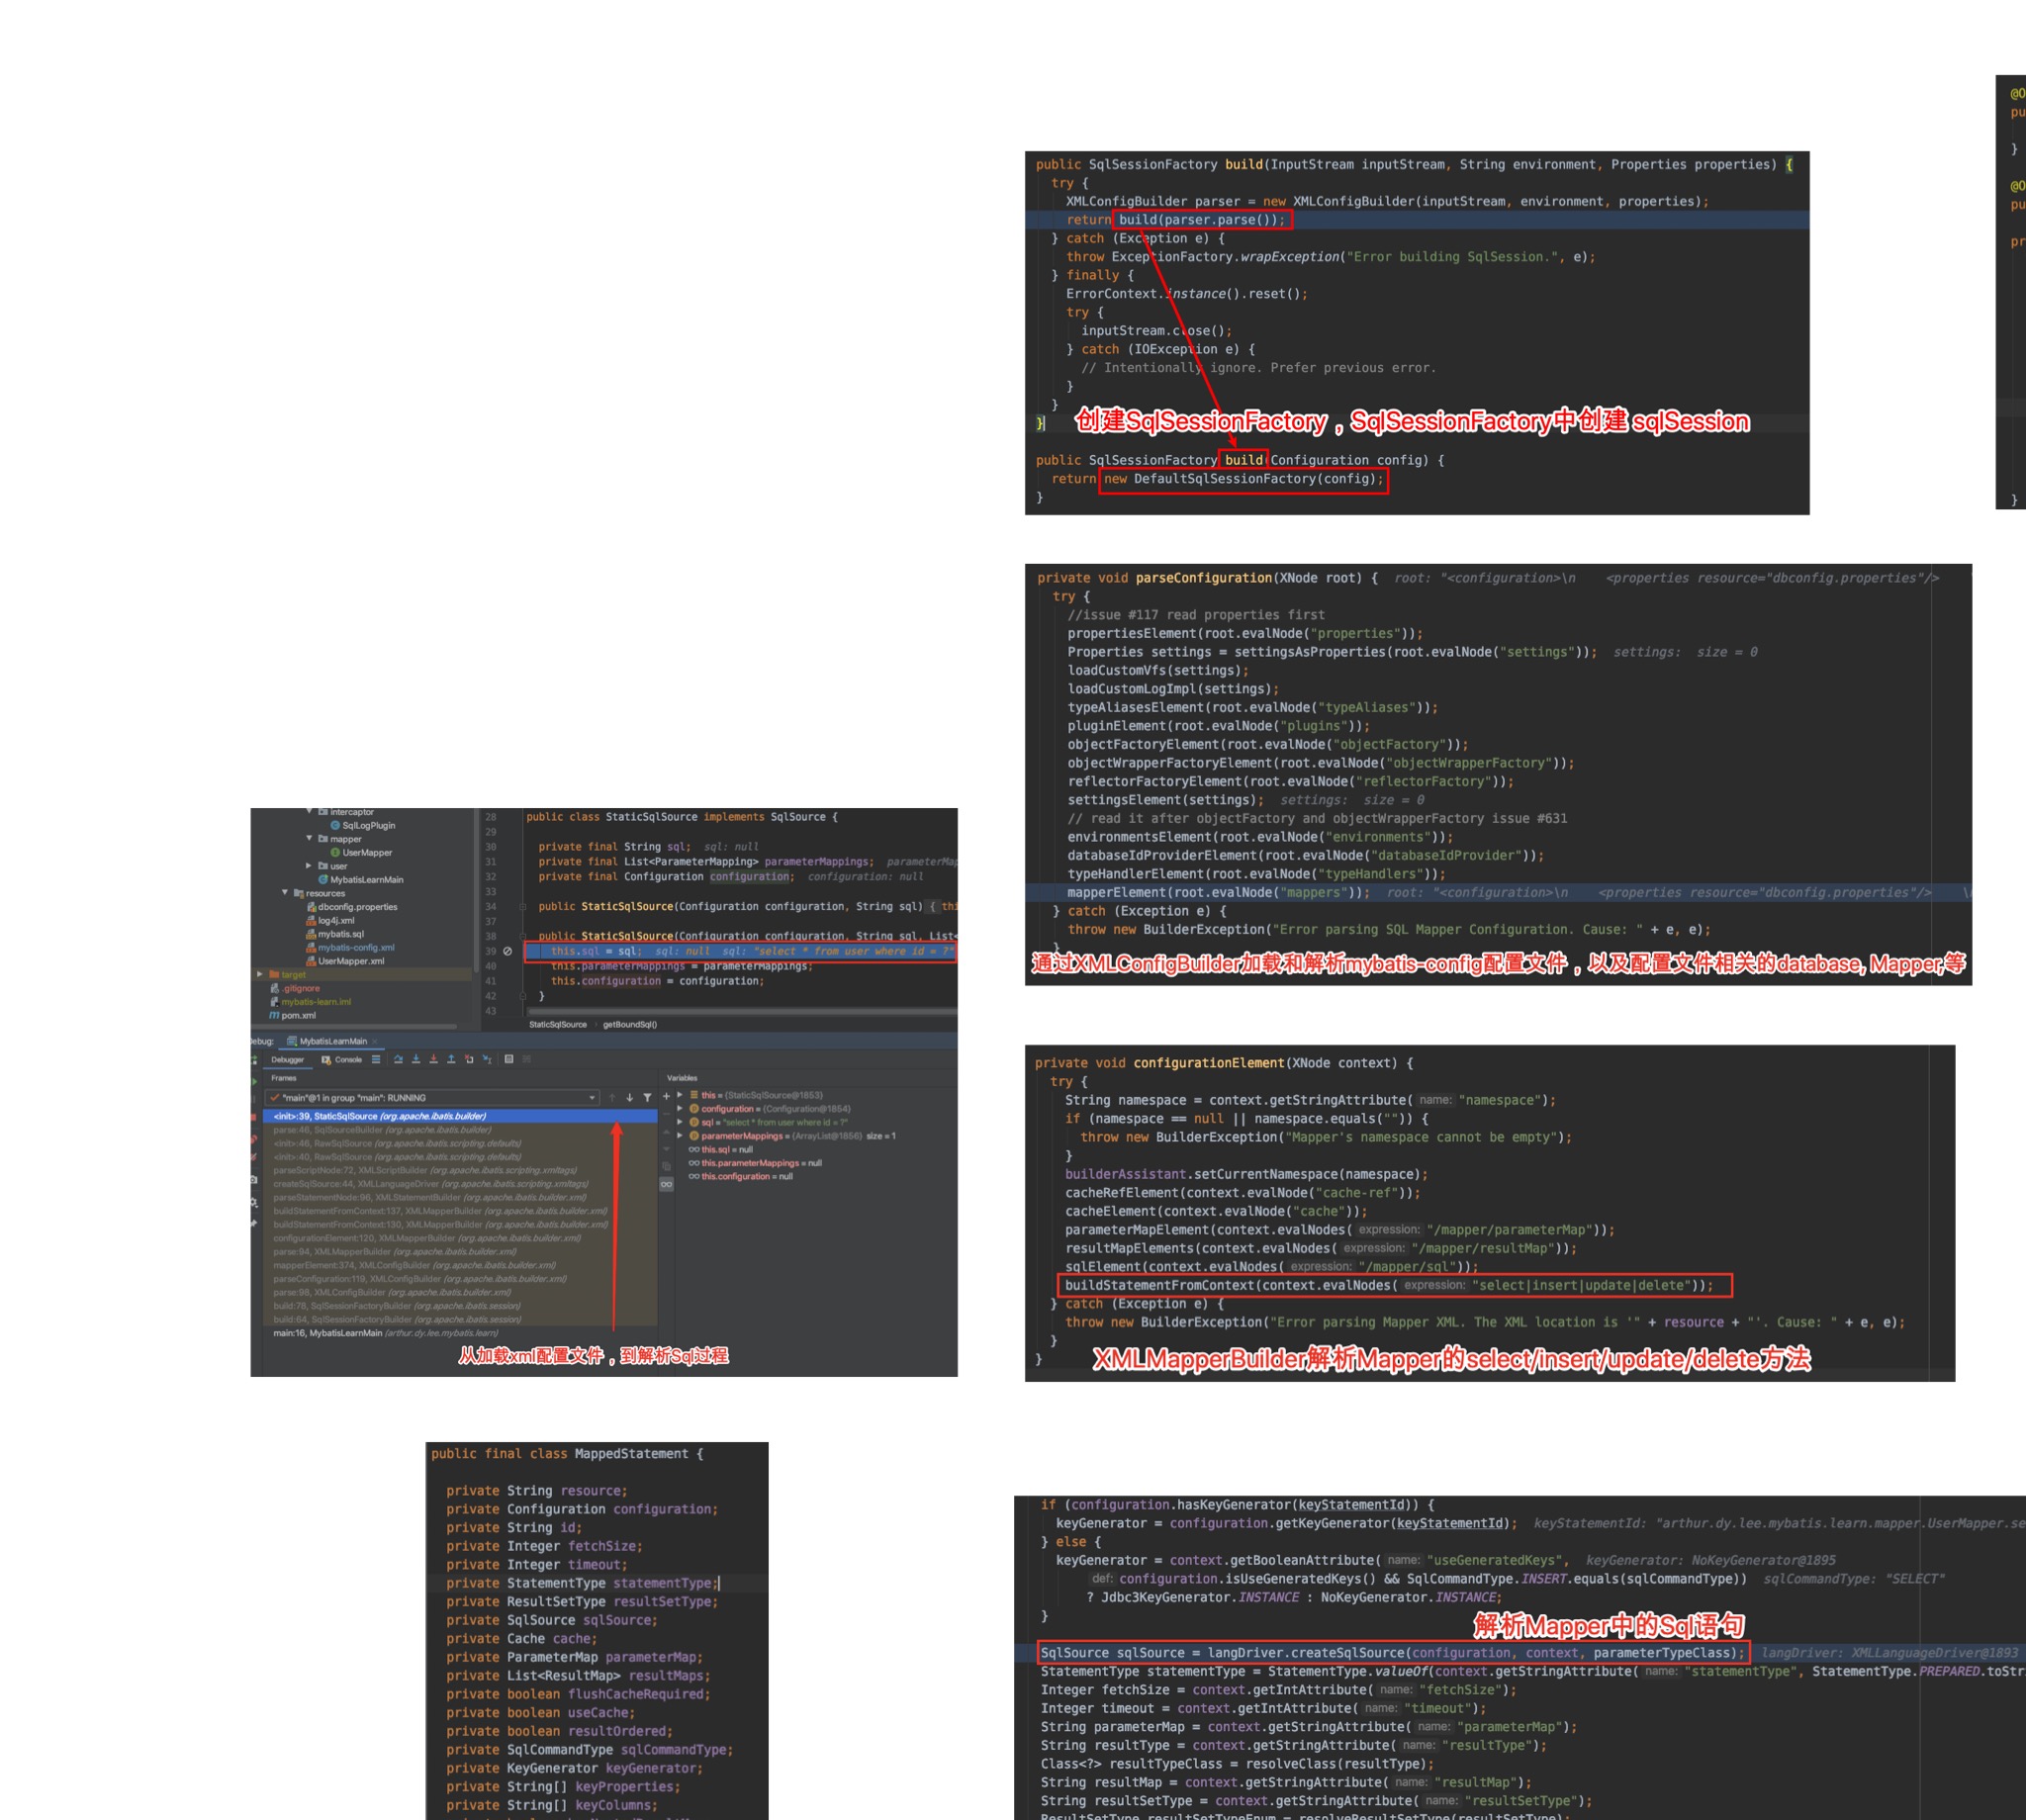 public SqlSessionFactory build(InputStream inputStream, String environment, Properties properties) {
try {
XMLConfigBuilder parser = new XMLConfigBuilder(inputStream, environment, properties);
return build(parser.parse());
} catch (Exception e) {
throw ExceptionFactory.wrapException("Error building SqlSession.", e);
} finally {
ErrorContext.instance().reset();
try {
inputStream.close();
} catch (IOException e) {
// Intentionally ignore. Prefer previous error.
}
}
}
创建SqlSessionFactory，SqlSessionFactory中创建 sqlSession
public SqlSessionFactory build(Configuration config) {
return new DefaultSqlSessionFactory(config);
}
@O
pu
}
@O
pu
pr
}
private void parseConfiguration(XNode root) { root: "<configuration>\n <properties resource="dbconfig.properties"/>
try {
//issue #117 read properties first
propertiesElement(root.evalNode("properties"));
Properties settings = settingsAsProperties(root.evalNode("settings")); settings: size = 0
loadCustomVfs(settings);
loadCustomLogImpl(settings);
typeAliasesElement(root.evalNode("typeAliases"));
pluginElement(root.evalNode("plugins"));
objectFactoryElement(root.evalNode("objectFactory"));
objectWrapperFactoryElement(root.evalNode("objectWrapperFactory"));
reflectorFactoryElement(root.evalNode("reflectorFactory"));
settingsElement(settings); settings: size = 0
// read it after objectFactory and objectWrapperFactory issue #631
environmentsElement(root.evalNode("environments"));
databaseIdProviderElement(root.evalNode("databaseIdProvider"));
typeHandlerElement(root.evalNode("typeHandlers"));
mapperElement(root.evalNode("mappers")); root: "<configuration>\n <properties resource="dbconfig.properties"/>
} catch (Exception e) {
throw new BuilderException("Error parsing SQL Mapper Configuration. Cause: " + e, e);
}
通过XMLConfigBuilder加载和解析mybatis-config配置文件，以及配置文件相关的database, Mapper,等
intercaptor
SqlLogPlugin
mapper
UserMapper
user
MybatisLearnMain
resources
dbconfig.properties
log4j.xml
mybatis.sql
mybatis-config.xml
UserMapper.xml
target
.gitignore
mybatis-learn.iml
pom.xml
28 public class StaticSqlSource implements SqlSource {
29
30 private final String sql; sql: null
31 private final List<ParameterMapping> parameterMappings; parameterMap
32 private final Configuration configuration; configuration: null
33
34 public StaticSqlSource(Configuration configuration, String sql) { thi
37
38 public StaticSqlSource(Configuration configuration, String sql, List<
39 this.sql = sql; sql: null sql: "select * from user where id = ?"
40 this.parameterMappings = parameterMappings;
41 this.configuration = configuration;
42 }
43
StaticSqlSource › getBoundSql()
ebug: MybatisLearnMain ×
Debugger Console
Frames
Variables
"main"@1 in group "main": RUNNING
<init>:39, StaticSqlSource (org.apache.ibatis.builder)
parse:46, SqlSourceBuilder (org.apache.ibatis.builder)
<init>:46, RawSqlSource (org.apache.ibatis.scripting.defaults)
<init>:40, RawSqlSource (org.apache.ibatis.scripting.defaults)
parseScriptNode:72, XMLScriptBuilder (org.apache.ibatis.scripting.xmltags)
createSqlSource:44, XMLLanguageDriver (org.apache.ibatis.scripting.xmltags)
parseStatementNode:96, XMLStatementBuilder (org.apache.ibatis.builder.xml)
buildStatementFromContext:137, XMLMapperBuilder (org.apache.ibatis.builder.xml)
buildStatementFromContext:130, XMLMapperBuilder (org.apache.ibatis.builder.xml)
configurationElement:120, XMLMapperBuilder (org.apache.ibatis.builder.xml)
parse:94, XMLMapperBuilder (org.apache.ibatis.builder.xml)
mapperElement:374, XMLConfigBuilder (org.apache.ibatis.builder.xml)
parseConfiguration:119, XMLConfigBuilder (org.apache.ibatis.builder.xml)
parse:98, XMLConfigBuilder (org.apache.ibatis.builder.xml)
build:78, SqlSessionFactoryBuilder (org.apache.ibatis.session)
build:64, SqlSessionFactoryBuilder (org.apache.ibatis.session)
main:16, MybatisLearnMain (arthur.dy.lee.mybatis.learn)
this = {StaticSqlSource@1853}
configuration = {Configuration@1854}
sql = "select * from user where id = ?"
parameterMappings = {ArrayList@1856} size = 1
this.sql = null
this.parameterMappings = null
this.configuration = null
从加载xml配置文件，到解析Sql过程
private void configurationElement(XNode context) {
try {
String namespace = context.getStringAttribute( name: "namespace");
if (namespace == null || namespace.equals("")) {
throw new BuilderException("Mapper's namespace cannot be empty");
}
builderAssistant.setCurrentNamespace(namespace);
cacheRefElement(context.evalNode("cache-ref"));
cacheElement(context.evalNode("cache"));
parameterMapElement(context.evalNodes( expression: "/mapper/parameterMap"));
resultMapElements(context.evalNodes( expression: "/mapper/resultMap"));
sqlElement(context.evalNodes( expression: "/mapper/sql"));
buildStatementFromContext(context.evalNodes( expression: "select|insert|update|delete"));
} catch (Exception e) {
throw new BuilderException("Error parsing Mapper XML. The XML location is '" + resource + "'. Cause: " + e, e);
}
}
XMLMapperBuilder解析Mapper的select/insert/update/delete方法
public final class MappedStatement {
private String resource;
private Configuration configuration;
private String id;
private Integer fetchSize;
private Integer timeout;
private StatementType statementType;
private ResultSetType resultSetType;
private SqlSource sqlSource;
private Cache cache;
private ParameterMap parameterMap;
private List<ResultMap> resultMaps;
private boolean flushCacheRequired;
private boolean useCache;
private boolean resultOrdered;
private SqlCommandType sqlCommandType;
private KeyGenerator keyGenerator;
private String[] keyProperties;
private String[] keyColumns;
if (configuration.hasKeyGenerator(keyStatementId)) {
keyGenerator = configuration.getKeyGenerator(keyStatementId); keyStatementId: "arthur.dy.lee.mybatis.learn.mapper.UserMapper.se
} else {
keyGenerator = context.getBooleanAttribute( name: "useGeneratedKeys", keyGenerator: NoKeyGenerator@1895
def: configuration.isUseGeneratedKeys() && SqlCommandType.INSERT.equals(sqlCommandType)) sqlCommandType: "SELECT"
? Jdbc3KeyGenerator.INSTANCE : NoKeyGenerator.INSTANCE;
}
解析Mapper中的Sql语句
SqlSource sqlSource = langDriver.createSqlSource(configuration, context, parameterTypeClass); langDriver: XMLLanguageDriver@1893
StatementType statementType = StatementType.valueOf(context.getStringAttribute( name: "statementType", StatementType.PREPARED.toStri
Integer fetchSize = context.getIntAttribute( name: "fetchSize");
Integer timeout = context.getIntAttribute( name: "timeout");
String parameterMap = context.getStringAttribute( name: "parameterMap");
String resultType = context.getStringAttribute( name: "resultType");
Class<?> resultTypeClass = resolveClass(resultType);
String resultMap = context.getStringAttribute( name: "resultMap");
String resultSetType = context.getStringAttribute( name: "resultSetType");
ResultSetType resultSetTypeEnum = resolveResultSetType(resultSetType);